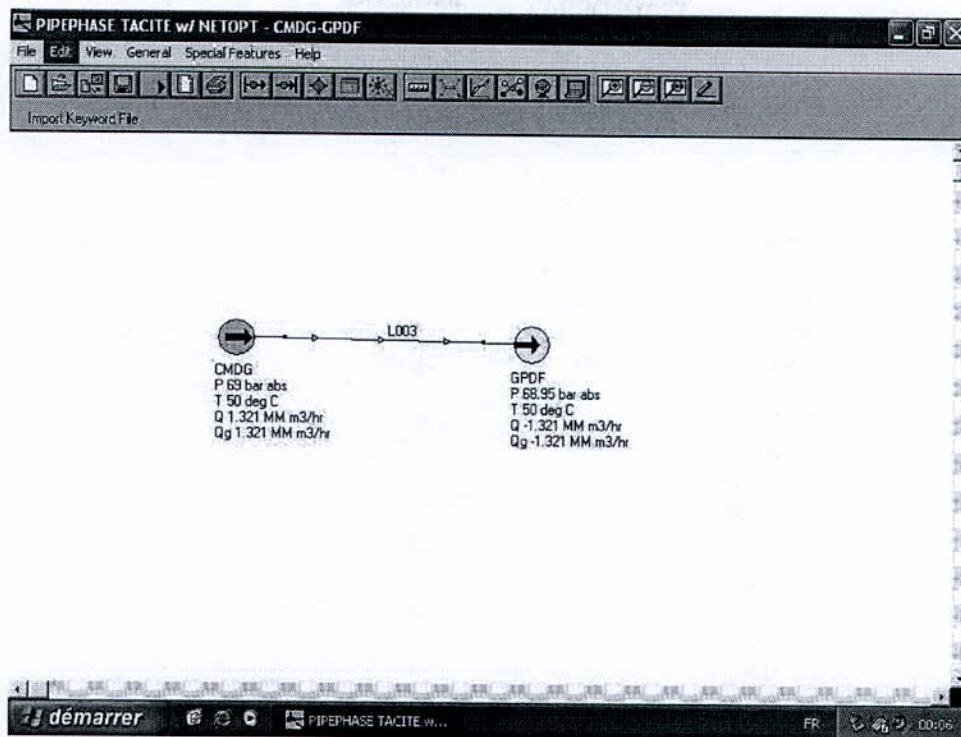 PIPEPHASE TACITE w/ NETOPT - CMDG-GPDF
File Edit View General Special Features Help
Import Keyword File
L003
CMDG
P 69 bar abs
T 50 deg C
Q 1.321 MM m3/hr
Qg 1.321 MM m3/hr
GPDF
P 68.95 bar abs
T 50 deg C
Q -1.321 MM m3/hr
Qg -1.321 MM m3/hr
démarrer PIPEPHASE TACITE w... FR 00:06